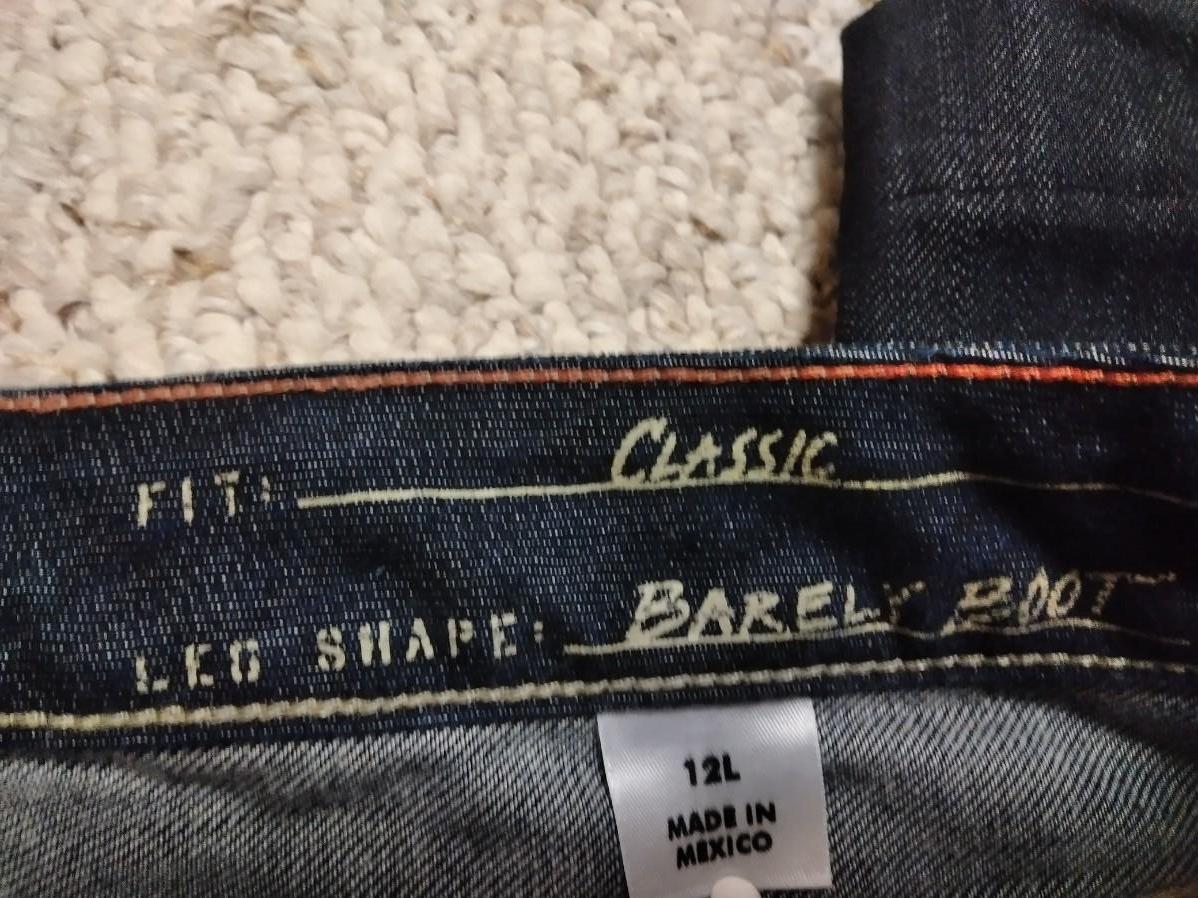 FIT: CLASSIC
LEG SHAPE: BARELY BOOT
12L
MADE IN
MEXICO